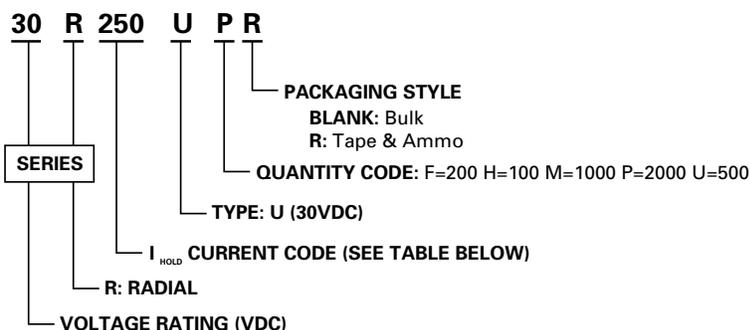 30 R 250 U P R
PACKAGING STYLE
BLANK: Bulk
R: Tape & Ammo
SERIES
QUANTITY CODE: F=200 H=100 M=1000 P=2000 U=500
TYPE: U (30VDC)
I HOLD CURRENT CODE (SEE TABLE BELOW)
R: RADIAL
VOLTAGE RATING (VDC)